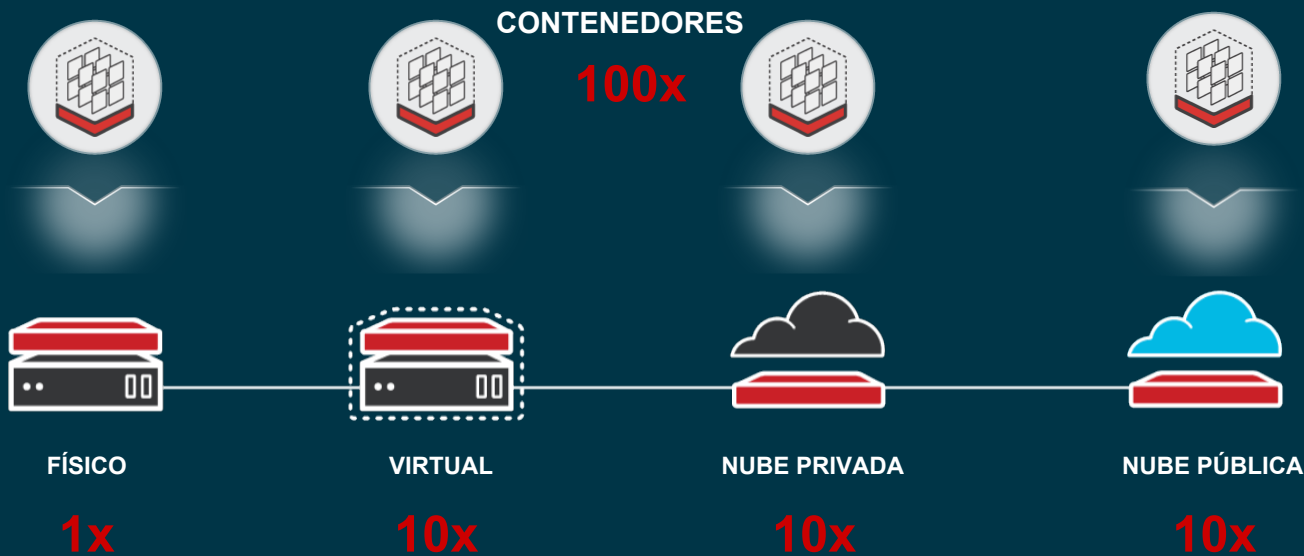 CONTENEDORES
100x
FÍSICO
VIRTUAL
NUBE PRIVADA
NUBE PÚBLICA
1x
10x
10x
10x